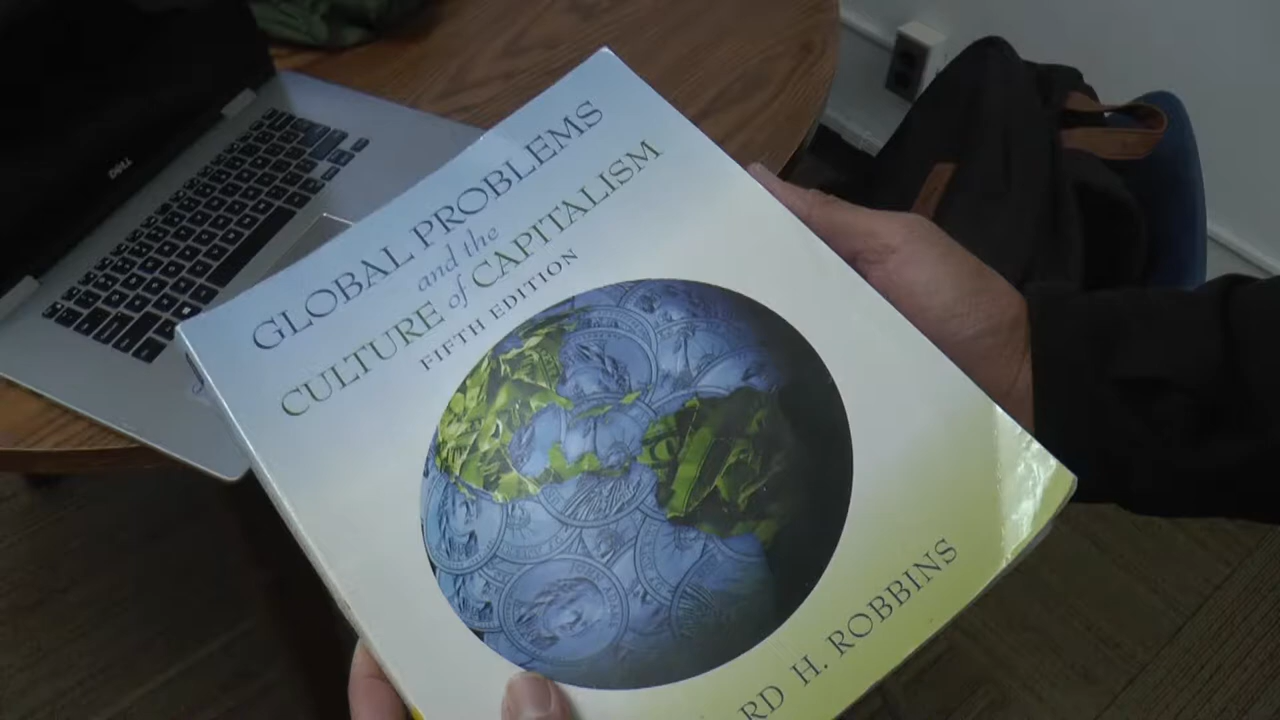 GLOBAL PROBLEMS
and the
CULTURE of CAPITALISM
FIFTH EDITION
RD H. ROBBINS
DELL